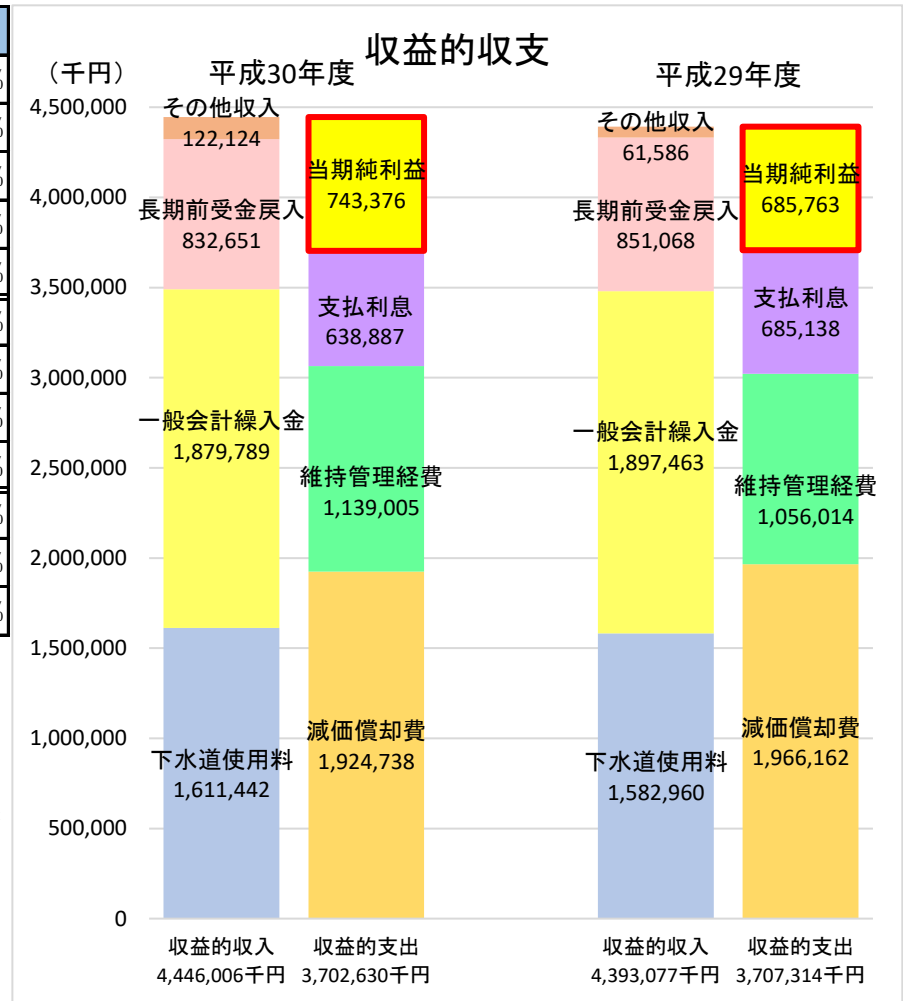 収益的収支
（千円）
平成30年度
平成29年度
4,500,000
4,000,000
3,500,000
3,000,000
2,500,000
2,000,000
1,500,000
1,000,000
500,000
0
その他収入
122,124
長期前受金戻入
832,651
一般会計繰入金
1,879,789
下水道使用料
1,611,442
当期純利益
743,376
支払利息
638,887
維持管理経費
1,139,005
減価償却費
1,924,738
その他収入
61,586
長期前受金戻入
851,068
一般会計繰入金
1,897,463
下水道使用料
1,582,960
当期純利益
685,763
支払利息
685,138
維持管理経費
1,056,014
減価償却費
1,966,162
収益的収入
4,446,006千円
収益的支出
3,702,630千円
収益的収入
4,393,077千円
収益的支出
3,707,314千円